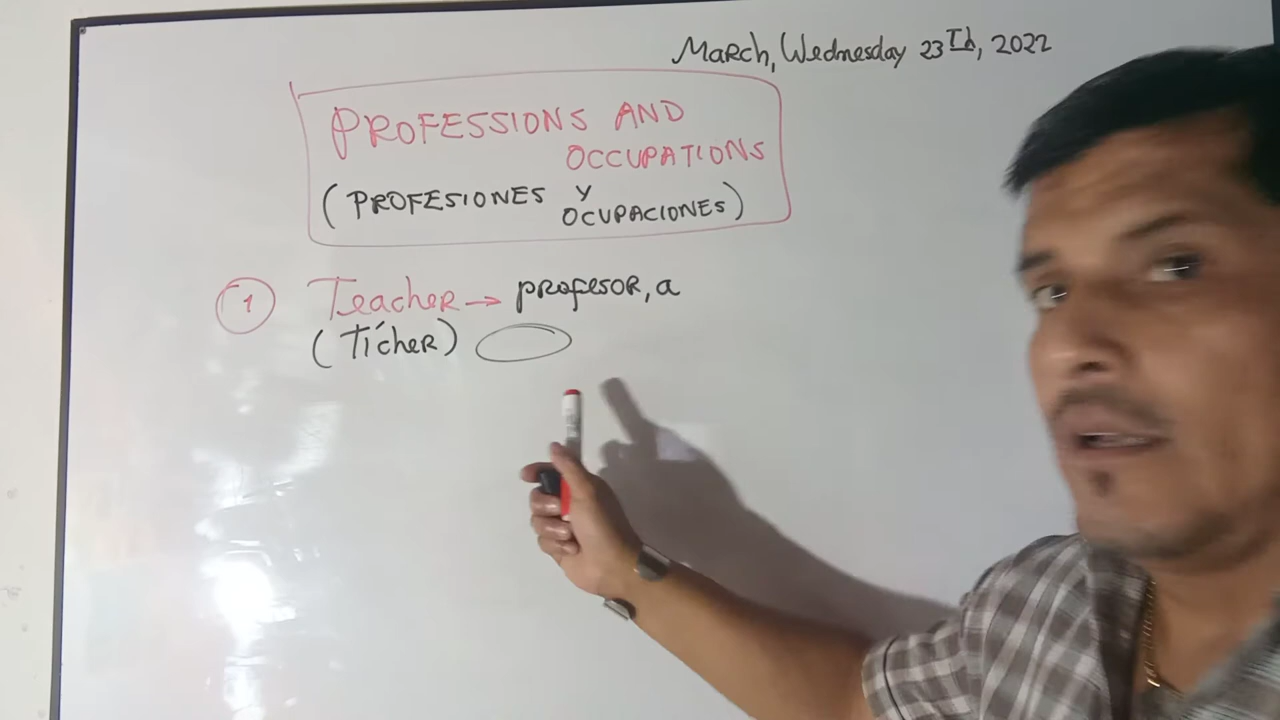 March, Wednesday 23Th, 2022
PROFESSIONS AND
OCCUPATIONS
(PROFESIONES Y
OCUPACIONES)
1 Teacher → profesor, a
(Tícher)